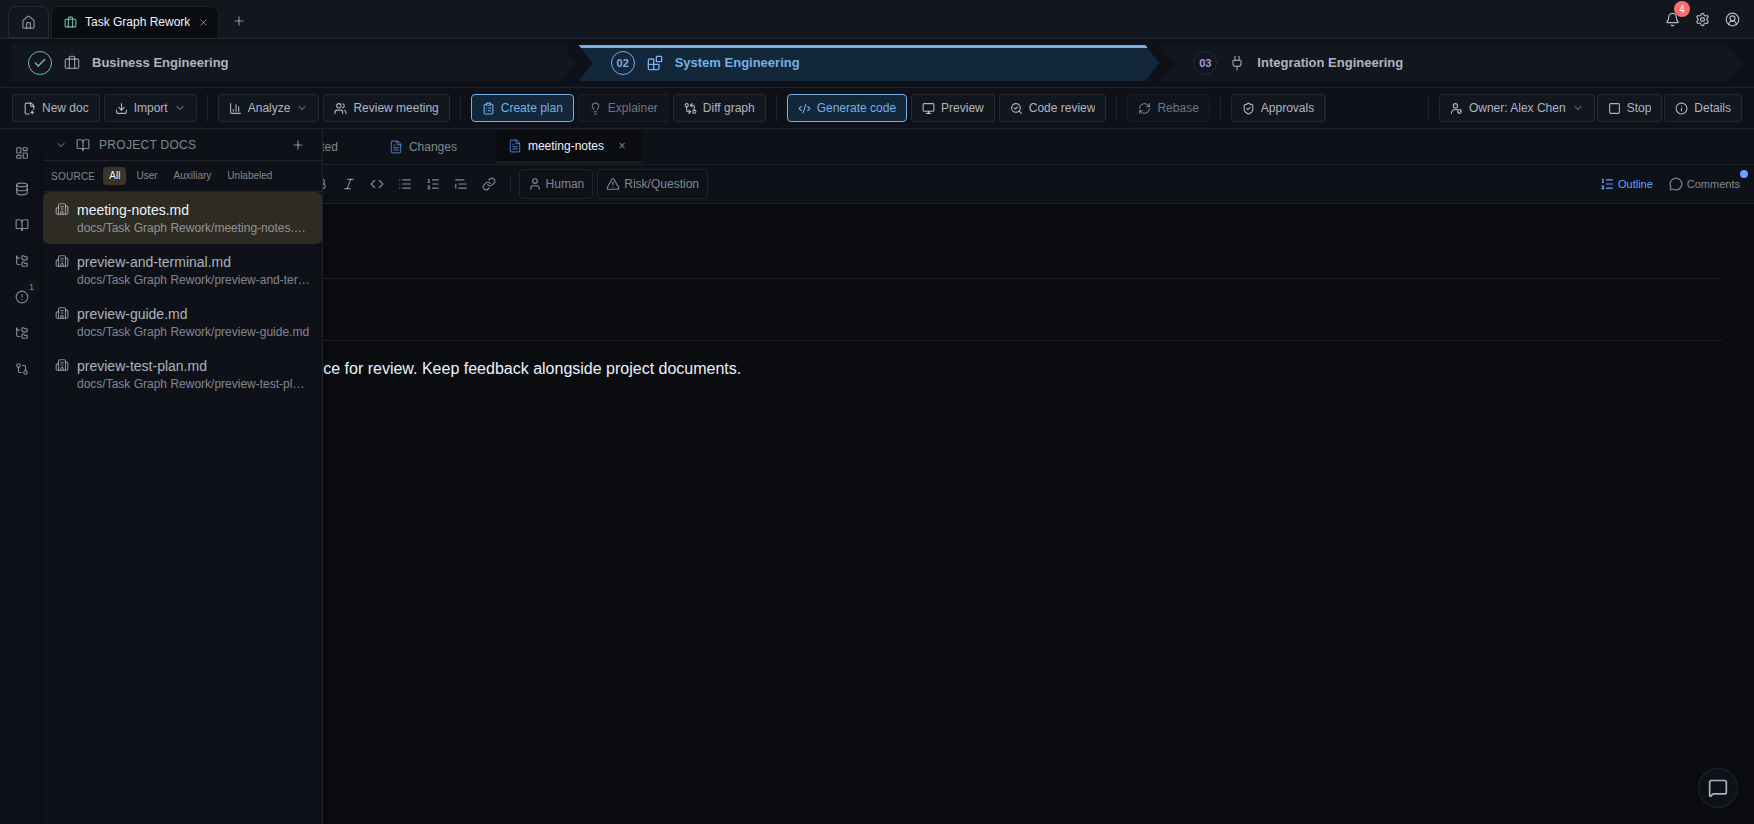 Task Graph Rework
4
Business Engineering
02 System Engineering
03 Integration Engineering
New doc Import Analyze Review meeting Create plan Explainer Diff graph Generate code Preview Code review Rebase Approvals Owner: Alex Chen Stop Details
PROJECT DOCS
ted Changes meeting-notes ×
SOURCE All User Auxiliary Unlabeled
Human Risk/Question Outline Comments
meeting-notes.md
docs/Task Graph Rework/meeting-notes.…
preview-and-terminal.md
docs/Task Graph Rework/preview-and-ter…
1
preview-guide.md
docs/Task Graph Rework/preview-guide.md
preview-test-plan.md
docs/Task Graph Rework/preview-test-pl…
ce for review. Keep feedback alongside project documents.